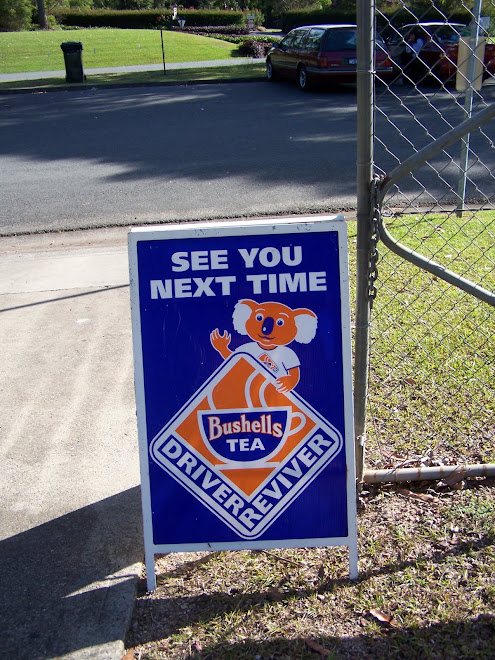 SEE YOU
NEXT TIME
Bushells
TEA
DRIVER
REVIVER